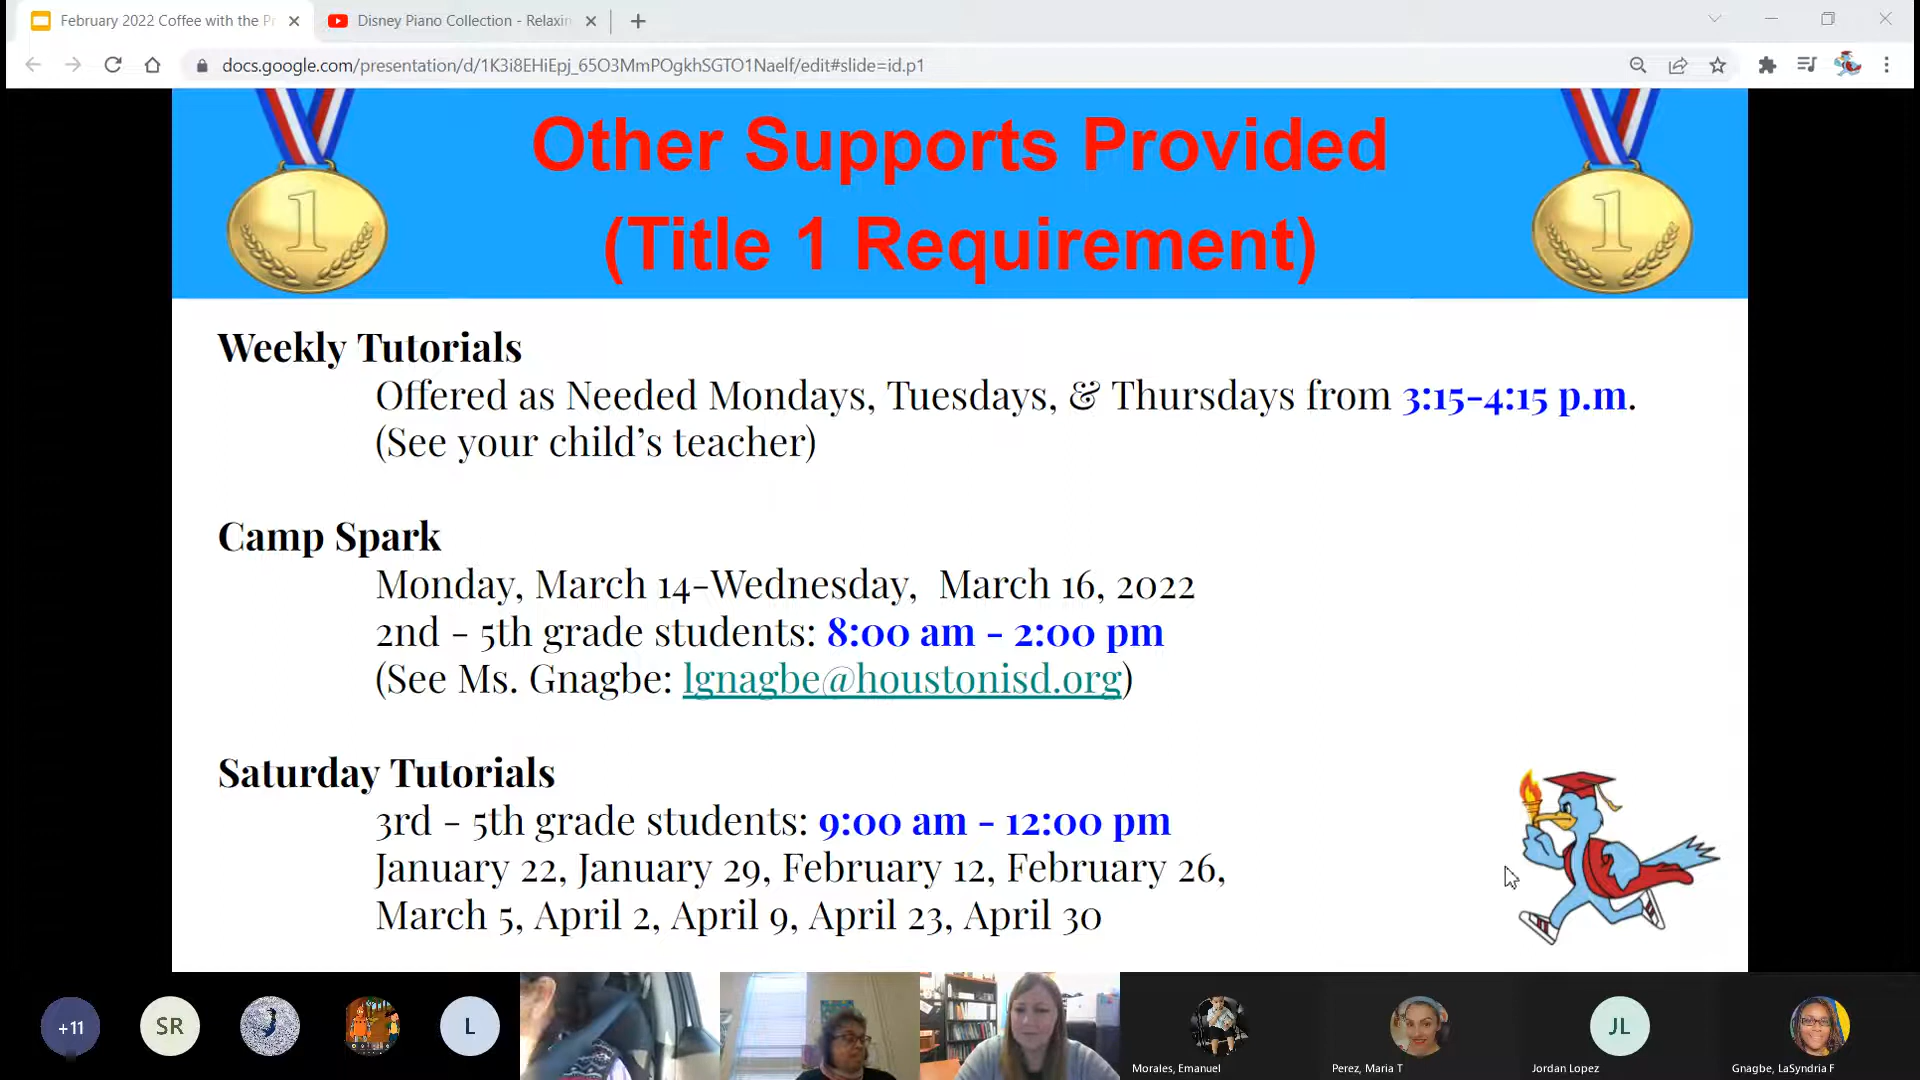 February 2022 Coffee with the Pr
Disney Piano Collection - Relaxin
docs.google.com/presentation/d/1K3i8EHiEpj_65O3MmPOgkhSGTO1Naelf/edit#slide=id.p1
Other Supports Provided
(Title 1 Requirement)
1
1
Weekly Tutorials
Offered as Needed Mondays, Tuesdays, & Thursdays from 3:15-4:15 p.m.
(See your child's teacher)
Camp Spark
Monday, March 14-Wednesday, March 16, 2022
2nd - 5th grade students: 8:00 am - 2:00 pm
(See Ms. Gnagbe: lgnagbe@houstonisd.org)
Saturday Tutorials
3rd - 5th grade students: 9:00 am - 12:00 pm
January 22, January 29, February 12, February 26,
March 5, April 2, April 9, April 23, April 30
+11
SR
L
JL
Morales, Emanuel
Perez, Maria T
Jordan Lopez
Gnagbe, LaSyndria F